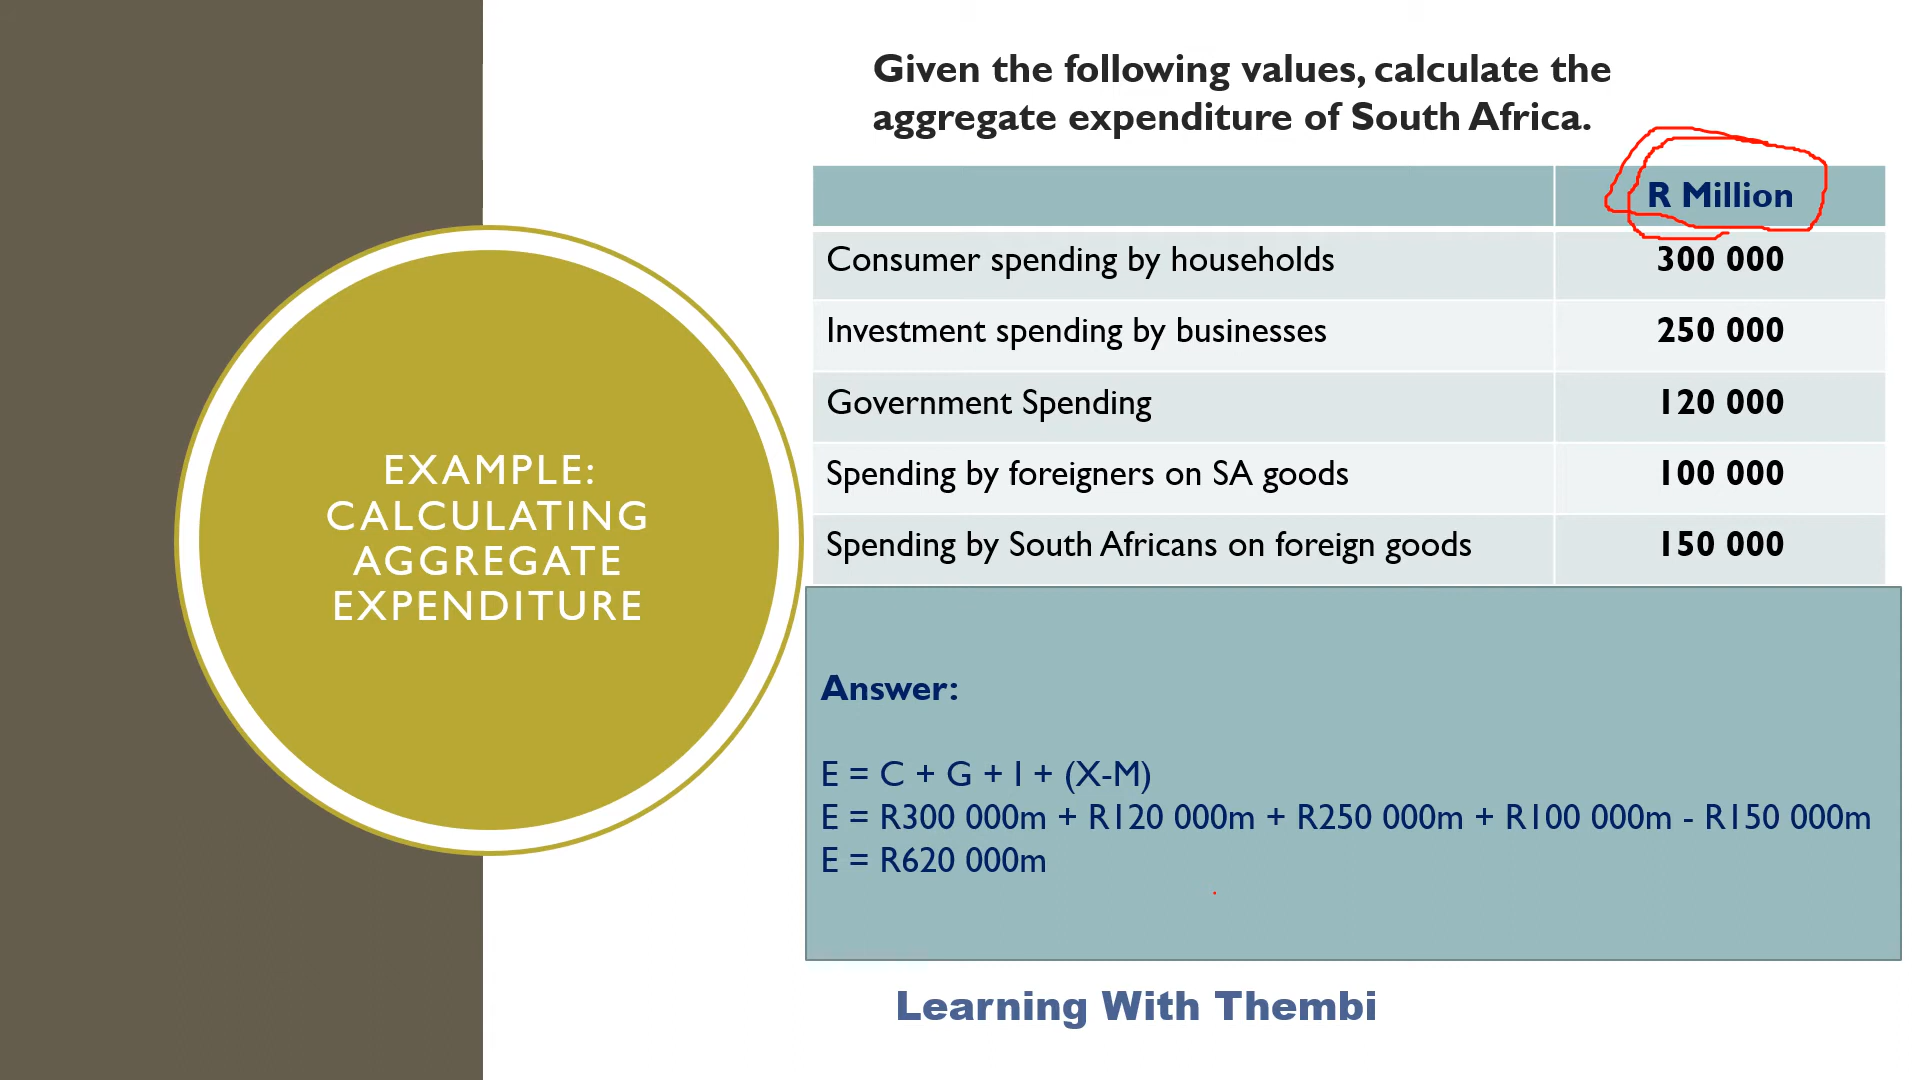 EXAMPLE:
CALCULATING
AGGREGATE
EXPENDITURE
Given the following values, calculate the
aggregate expenditure of South Africa.
R Million
Consumer spending by households 300 000
Investment spending by businesses 250 000
Government Spending 120 000
Spending by foreigners on SA goods 100 000
Spending by South Africans on foreign goods 150 000
Answer:
E = C + G + I + (X-M)
E = R300 000m + R120 000m + R250 000m + R100 000m - R150 000m
E = R620 000m
Learning With Thembi